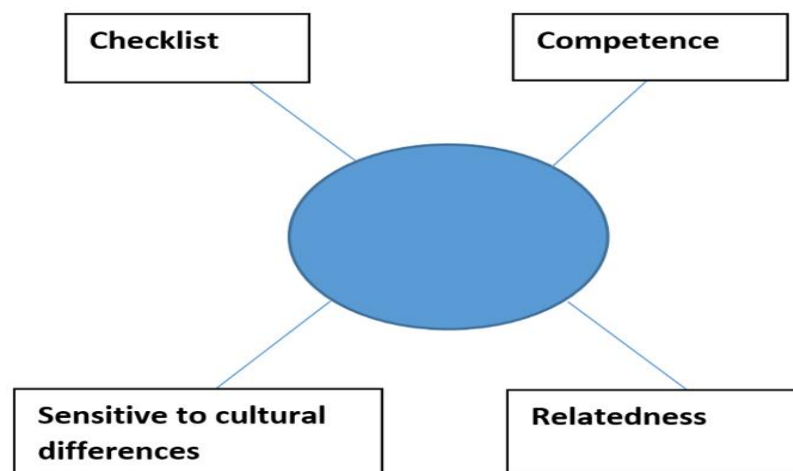 Checklist
Competence
Sensitive to cultural
differences
Relatedness